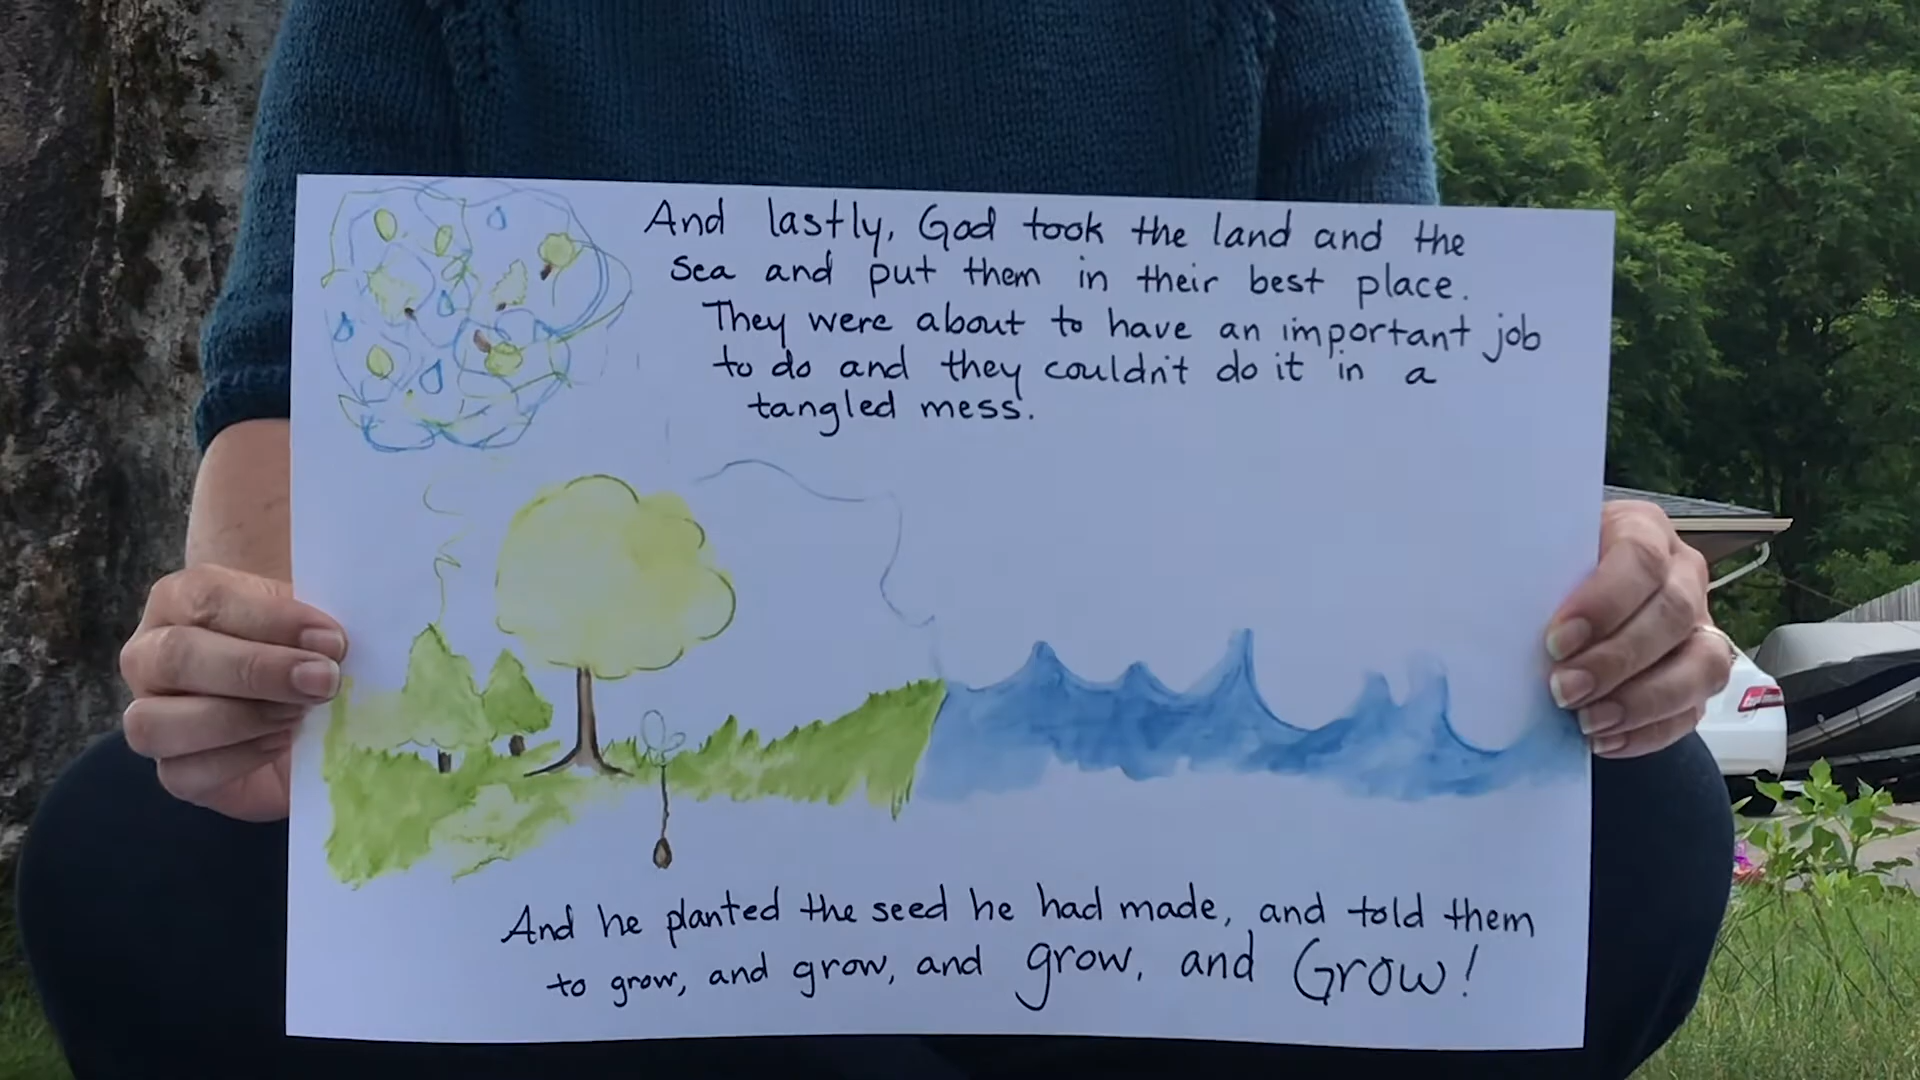 And lastly, God took the land and the
sea and put them in their best place.
They were about to have an important job
to do and they couldn't do it in a
tangled mess.
And he planted the seed he had made, and told them
to grow, and grow, and grow, and Grow!